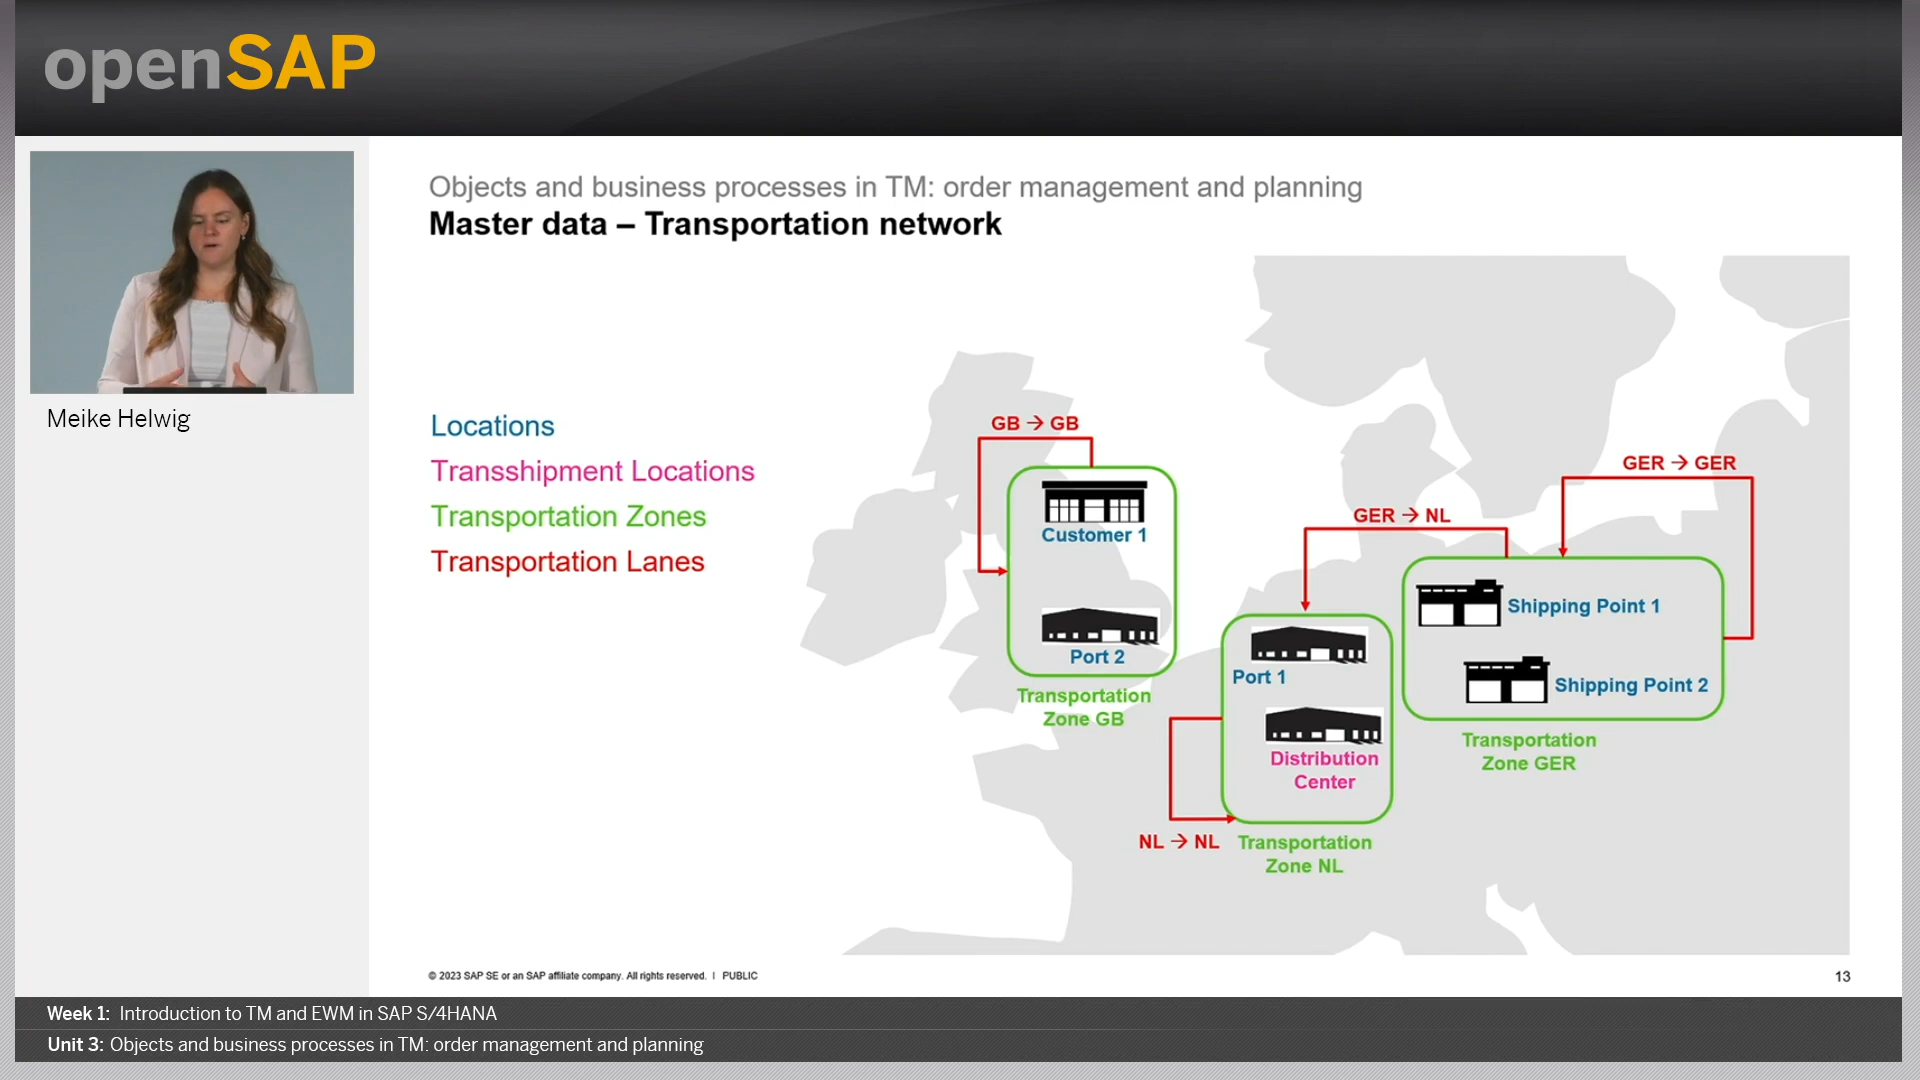 openSAP
Meike Helwig
Objects and business processes in TM: order management and planning
Master data – Transportation network
Locations
Transshipment Locations
Transportation Zones
Transportation Lanes
GB → GB
Customer 1
Port 2
Transportation
Zone GB
GER → NL
Port 1
Distribution
Center
NL → NL
Transportation
Zone NL
GER → GER
Shipping Point 1
Shipping Point 2
Transportation
Zone GER
© 2023 SAP SE or an SAP affiliate company. All rights reserved. | PUBLIC
13
Week 1: Introduction to TM and EWM in SAP S/4HANA
Unit 3: Objects and business processes in TM: order management and planning